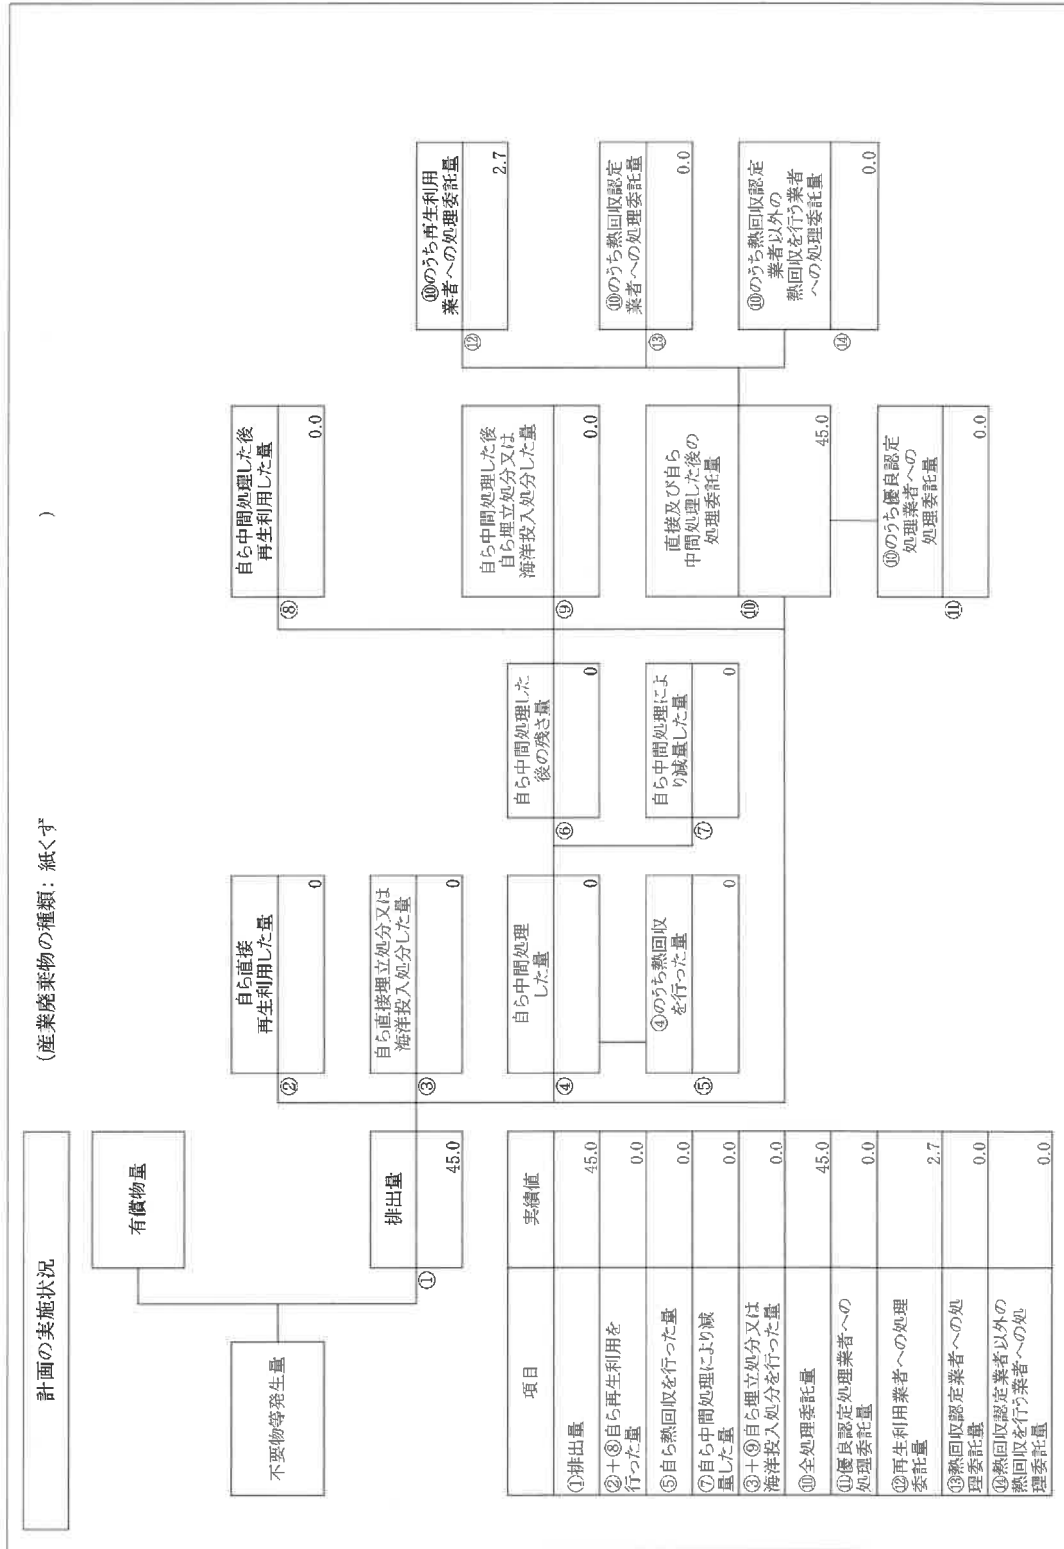 計画の実施状況
(産業廃棄物の種類: 紙くず
)
不要物等発生量
有償物量
①
排出量
45.0
②
自ら直接
再生利用した量
0
③
自ら直接埋立処分又は
海洋投入処分した量
0
④
自ら中間処理
した量
0
⑤
④のうち熱回収
を行った量
0
⑥
自ら中間処理した
後の残さ量
0
⑦
自ら中間処理によ
り減量した量
0
⑧
自ら中間処理した後
再生利用した量
0.0
⑨
自ら中間処理した後
自ら埋立処分又は
海洋投入処分した量
0.0
⑩
直接及び自ら
中間処理した後の
処理委託量
45.0
⑪
⑩のうち優良認定
処理業者への
処理委託量
0.0
⑫
⑩のうち再生利用
業者への処理委託量
2.7
⑬
⑩のうち熱回収認定
業者への処理委託量
0.0
⑭
⑩のうち熱回収認定
業者以外の
熱回収を行う業者
への処理委託量
0.0
項目 実績値
①排出量 45.0
②+⑧自ら再生利用を
行った量 0.0
⑤自ら熱回収を行った量 0.0
⑦自ら中間処理により減
量した量 0.0
③+⑨自ら埋立処分又は
海洋投入処分を行った量 0.0
⑩全処理委託量 45.0
⑪優良認定処理業者への
処理委託量 0.0
⑫再生利用業者への処理
委託量 2.7
⑬熱回収認定業者への処
理委託量 0.0
⑭熱回収認定業者以外の
熱回収を行う業者への処
理委託量 0.0